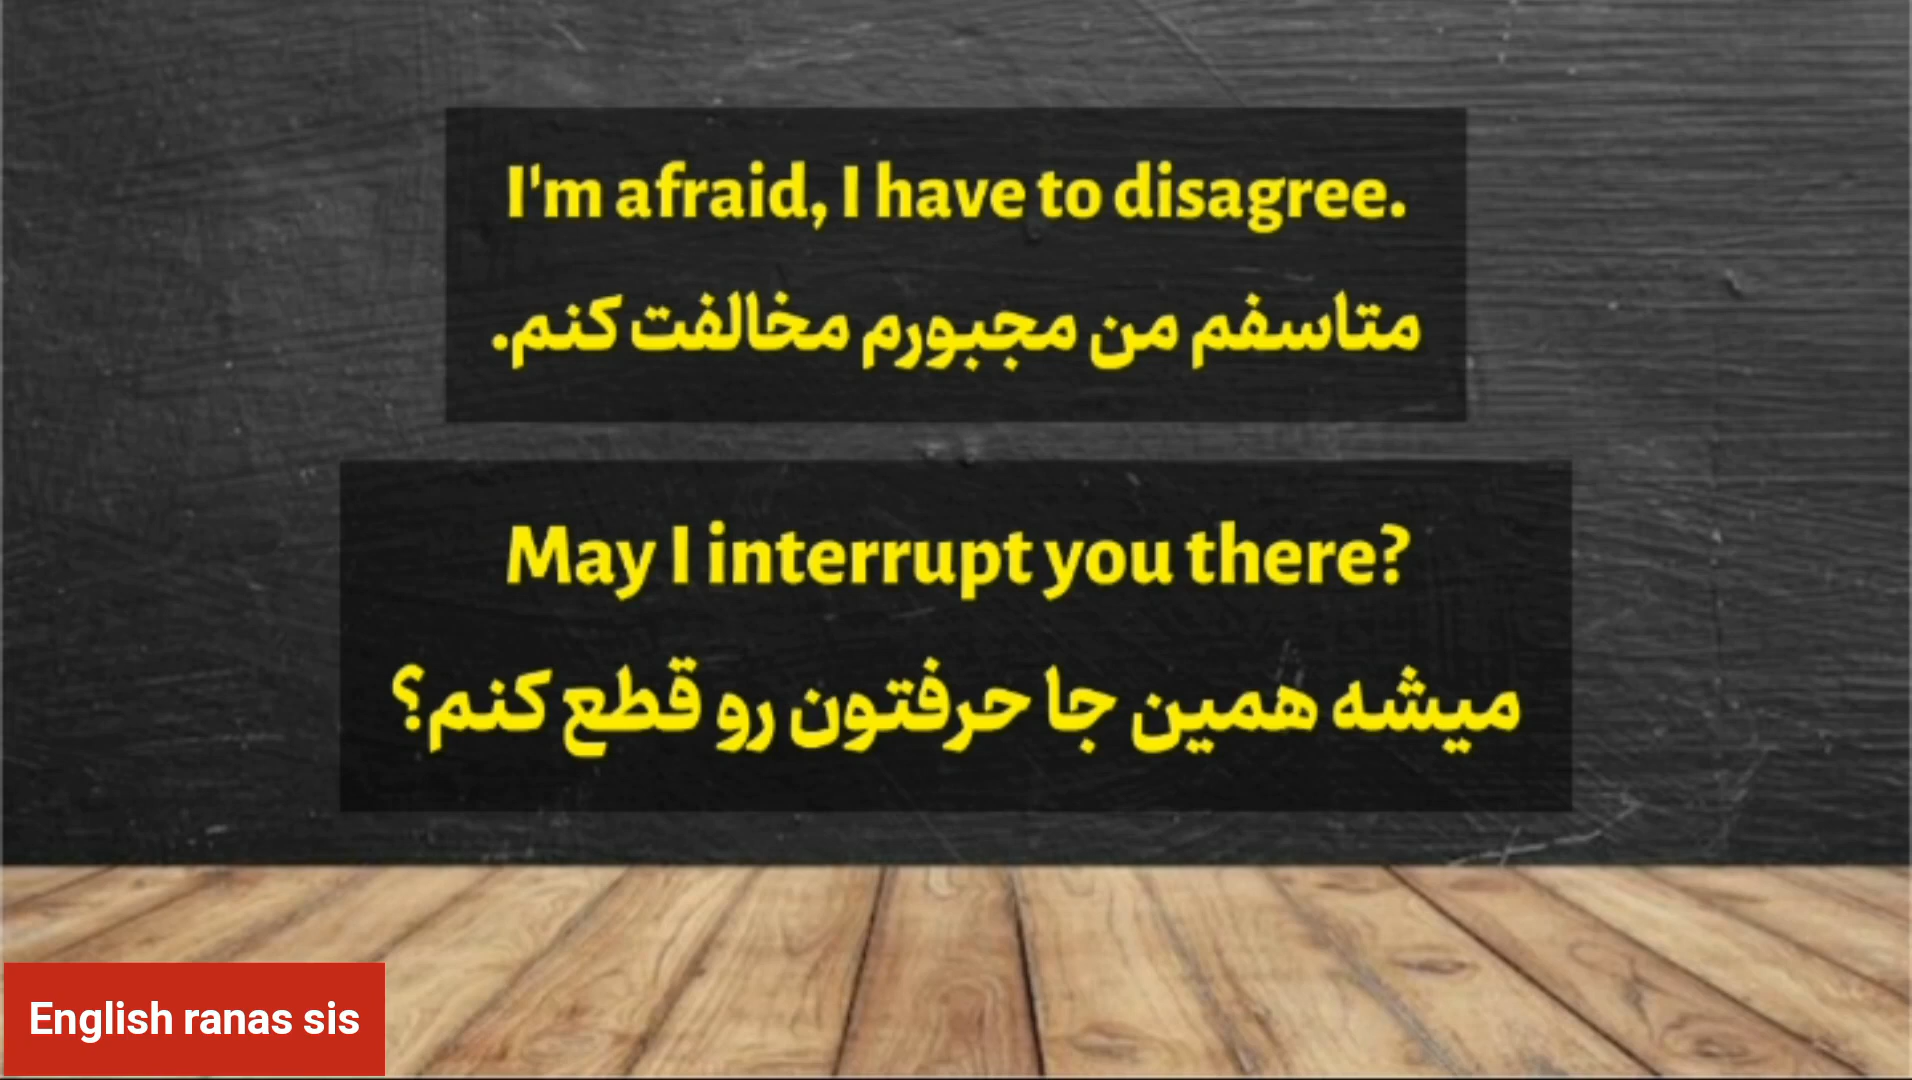 I'm afraid, I have to disagree.
متاسفم من مجبورم مخالفت کنم.
May I interrupt you there?
میشه همین جا حرفتون رو قطع کنم؟
English ranas sis